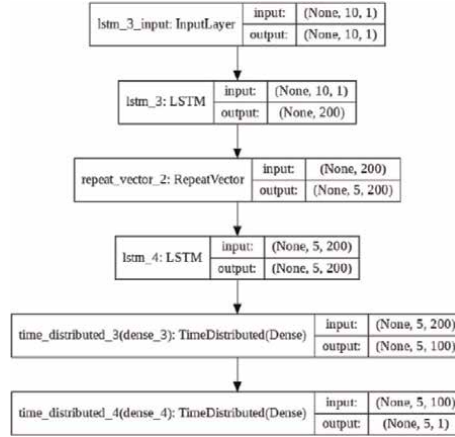 lstm_3_input: InputLayer
input: (None, 10, 1)
output: (None, 10, 1)
lstm_3: LSTM
input: (None, 10, 1)
output: (None, 200)
repeat_vector_2: RepeatVector
input: (None, 200)
output: (None, 5, 200)
lstm_4: LSTM
input: (None, 5, 200)
output: (None, 5, 200)
time_distributed_3(dense_3): TimeDistributed(Dense)
input: (None, 5, 200)
output: (None, 5, 100)
time_distributed_4(dense_4): TimeDistributed(Dense)
input: (None, 5, 100)
output: (None, 5, 1)